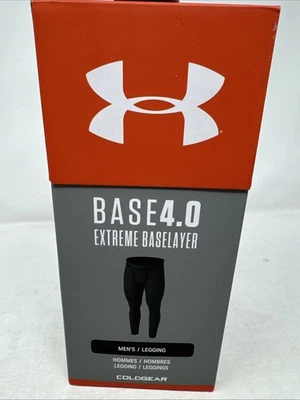 BASE4.0
EXTREME BASELAYER
MEN'S / LEGGING
HOMMES / HOMBRES
LEGGING / LEGGINGS
COLDGEAR